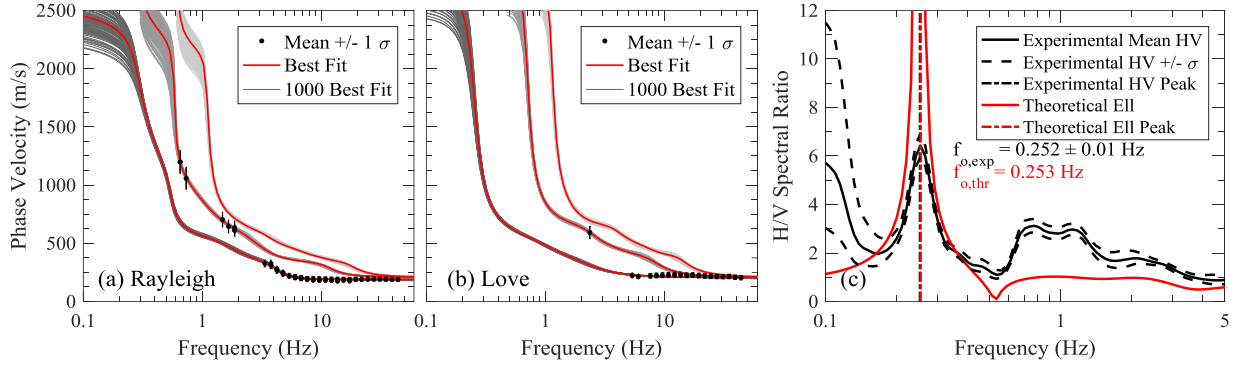 Phase Velocity (m/s)
2500
2000
1500
1000
500
0
Mean +/- 1 σ
Best Fit
1000 Best Fit
(a) Rayleigh
0.1
1
10
Frequency (Hz)
Mean +/- 1 σ
Best Fit
1000 Best Fit
(b) Love
0.1
1
10
Frequency (Hz)
H/V Spectral Ratio
12
10
8
6
4
2
0
Experimental Mean HV
Experimental HV +/- σ
Experimental HV Peak
Theoretical Ell
Theoretical Ell Peak
fo,exp = 0.252 ± 0.01 Hz
fo,thr = 0.253 Hz
(c)
0.1
1
5
Frequency (Hz)